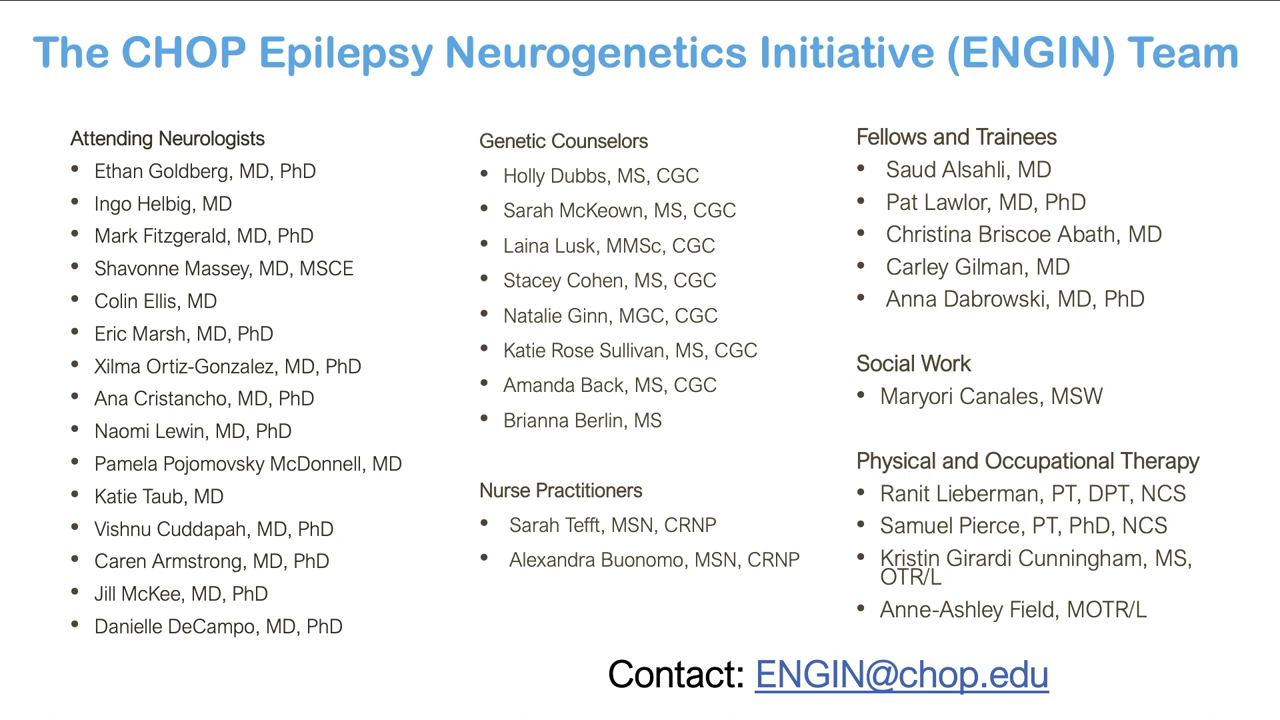 The CHOP Epilepsy Neurogenetics Initiative (ENGIN) Team
Attending Neurologists
• Ethan Goldberg, MD, PhD
• Ingo Helbig, MD
• Mark Fitzgerald, MD, PhD
• Shavonne Massey, MD, MSCE
• Colin Ellis, MD
• Eric Marsh, MD, PhD
• Xilma Ortiz-Gonzalez, MD, PhD
• Ana Cristancho, MD, PhD
• Naomi Lewin, MD, PhD
• Pamela Pojomovsky McDonnell, MD
• Katie Taub, MD
• Vishnu Cuddapah, MD, PhD
• Caren Armstrong, MD, PhD
• Jill McKee, MD, PhD
• Danielle DeCampo, MD, PhD
Genetic Counselors
• Holly Dubbs, MS, CGC
• Sarah McKeown, MS, CGC
• Laina Lusk, MMSc, CGC
• Stacey Cohen, MS, CGC
• Natalie Ginn, MGC, CGC
• Katie Rose Sullivan, MS, CGC
• Amanda Back, MS, CGC
• Brianna Berlin, MS
Nurse Practitioners
• Sarah Tefft, MSN, CRNP
• Alexandra Buonomo, MSN, CRNP
Fellows and Trainees
• Saud Alsahli, MD
• Pat Lawlor, MD, PhD
• Christina Briscoe Abath, MD
• Carley Gilman, MD
• Anna Dabrowski, MD, PhD
Social Work
• Maryori Canales, MSW
Physical and Occupational Therapy
• Ranit Lieberman, PT, DPT, NCS
• Samuel Pierce, PT, PhD, NCS
• Kristin Girardi Cunningham, MS,
OTR/L
• Anne-Ashley Field, MOTR/L
Contact: ENGIN@chop.edu